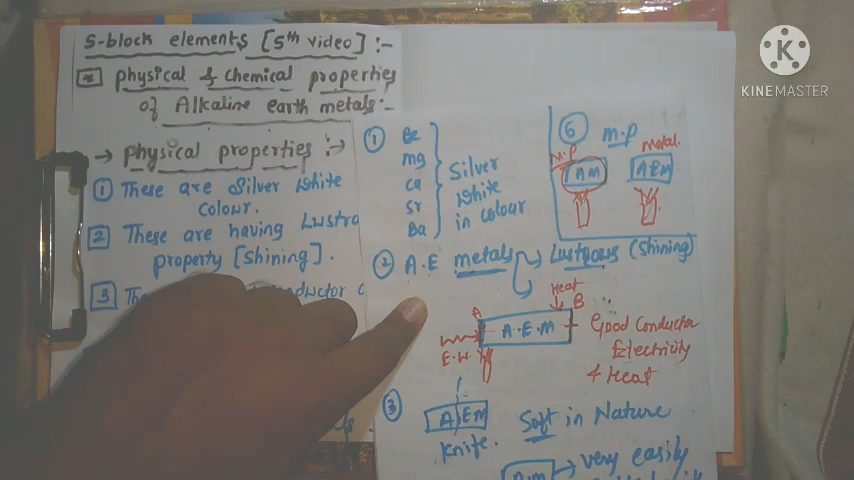 S-block elements [5th video] :-
physical & chemical properties
of Alkaline earth metals :-
→ physical properties :→
1 These are Silver white
colour.
2 These are having Lustra
property [shining].
3 The nductor
① Be
mg
ca
sr
Ba
Silver
white
in colour
⑥ m.p
M.P
AM
metal
AEM
② A.E metals → Lustrous (shining)
Heat
A
B
A.E.M
E.W
Good Conductor
Electricity
& Heat
③ AEM Soft in Nature
knife.
A.M → very easily
K
KINEMASTER